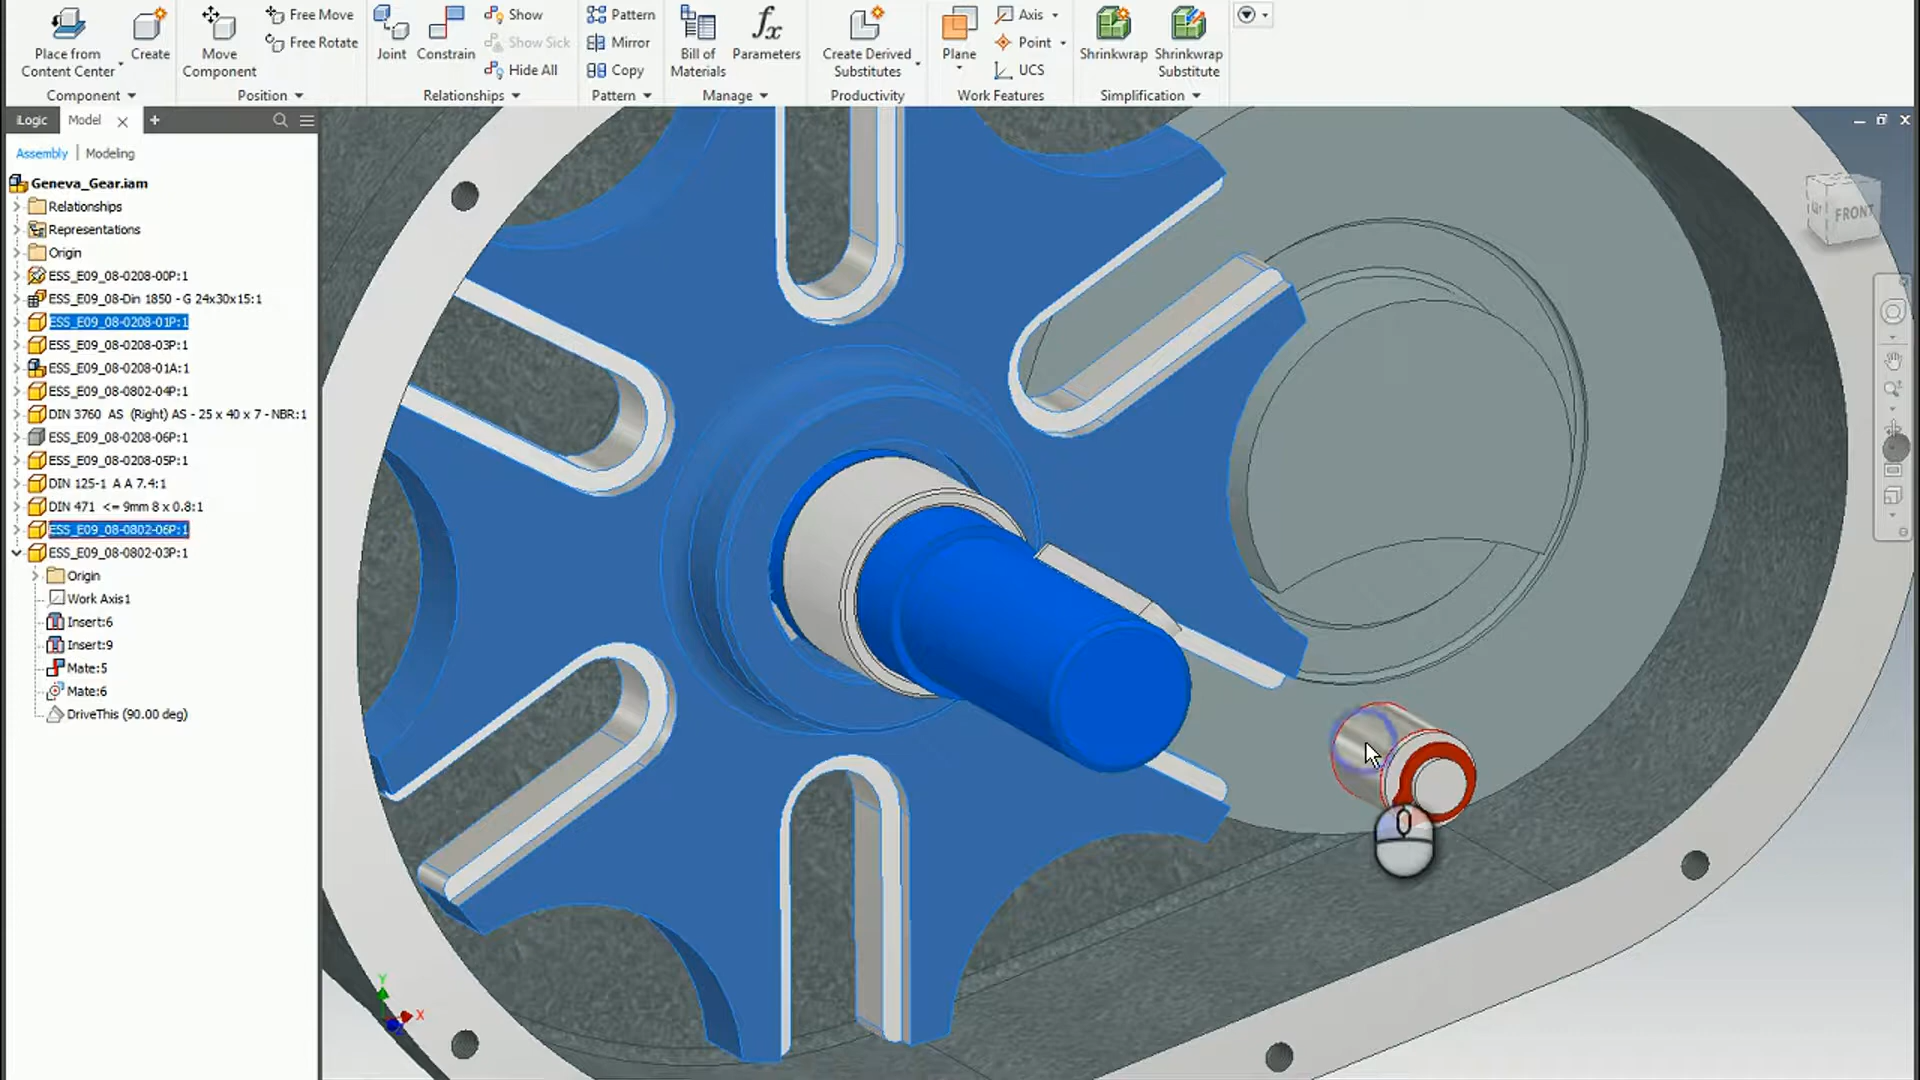 Place from
Content Center
Create
Component
Move
Component
Free Move
Free Rotate
Position
Joint
Constrain
Show
Show Sick
Hide All
Relationships
Pattern
Mirror
Copy
Pattern
Bill of
Materials
fx
Parameters
Manage
Create Derived
Substitutes
Productivity
Plane
Axis
Point
UCS
Work Features
Shrinkwrap
Shrinkwrap
Substitute
Simplification
iLogic
Model
Assembly
Modeling
Geneva_Gear.iam
Relationships
Representations
Origin
ESS_E09_08-0208-00P:1
ESS_E09_08-Din 1850 - G 24x30x15:1
ESS_E09_08-0208-01P:1
ESS_E09_08-0208-03P:1
ESS_E09_08-0208-01A:1
ESS_E09_08-0802-04P:1
DIN 3760 AS (Right) AS - 25 x 40 x 7 - NBR:1
ESS_E09_08-0208-06P:1
ESS_E09_08-0208-05P:1
DIN 125-1 A A 7.4:1
DIN 471 <= 9mm 8 x 0.8:1
ESS_E09_08-0802-06P:1
ESS_E09_08-0802-03P:1
Origin
Work Axis1
Insert:6
Insert:9
Mate:5
Mate:6
DriveThis (90.00 deg)
FRONT
Y
X